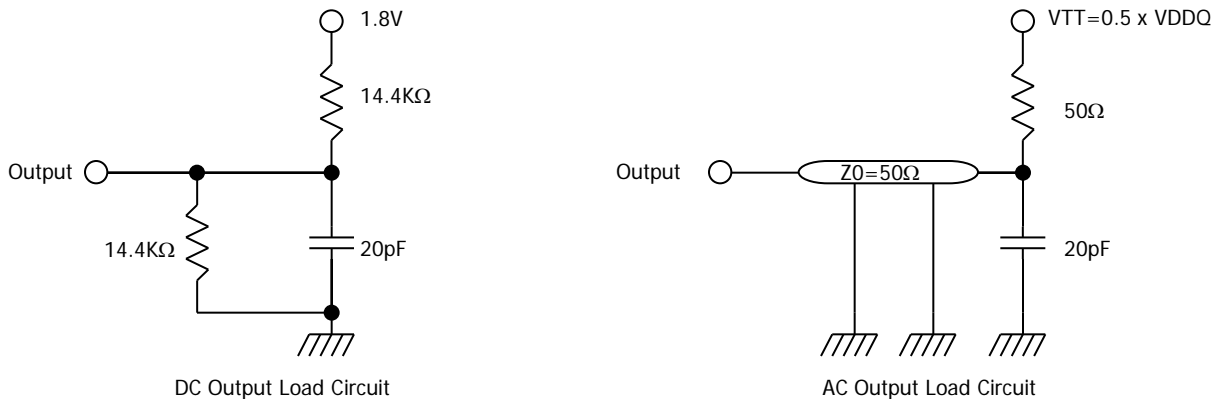 1.8V
14.4KΩ
Output
14.4KΩ
20pF
DC Output Load Circuit
VTT=0.5 x VDDQ
50Ω
Output
Z0=50Ω
20pF
AC Output Load Circuit